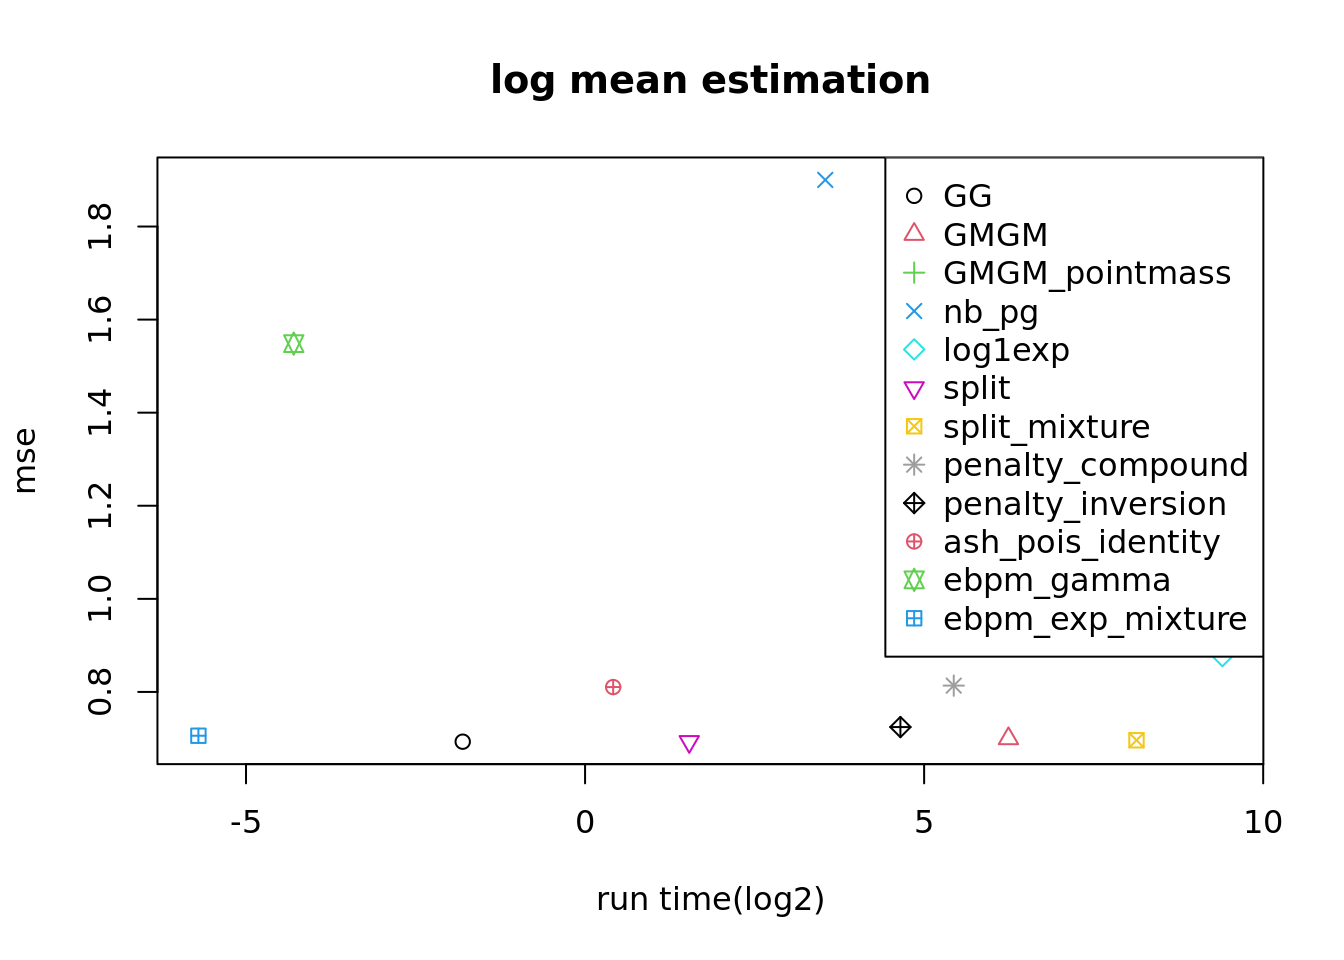 log mean estimation
GG
GMGM
GMGM_pointmass
nb_pg
log1exp
split
split_mixture
penalty_compound
penalty_inversion
ash_pois_identity
ebpm_gamma
ebpm_exp_mixture
mse
1.8
1.6
1.4
1.2
1.0
0.8
-5 0 5 10
run time(log2)